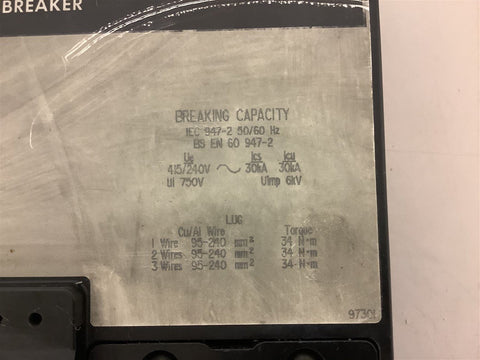 BREAKER
BREAKING CAPACITY
IEC 947-2 50/60 Hz
BS EN 60 947-2
Ue Ics Icu
415/240V ～ 30kA 30kA
Ui 750V Uimp 6kV
LUG
Cu/Al Wire Torque
1 Wire 95-240 mm² 34 N-m
2 Wires 95-240 mm² 34 N-m
3 Wires 95-240 mm² 34 N-m